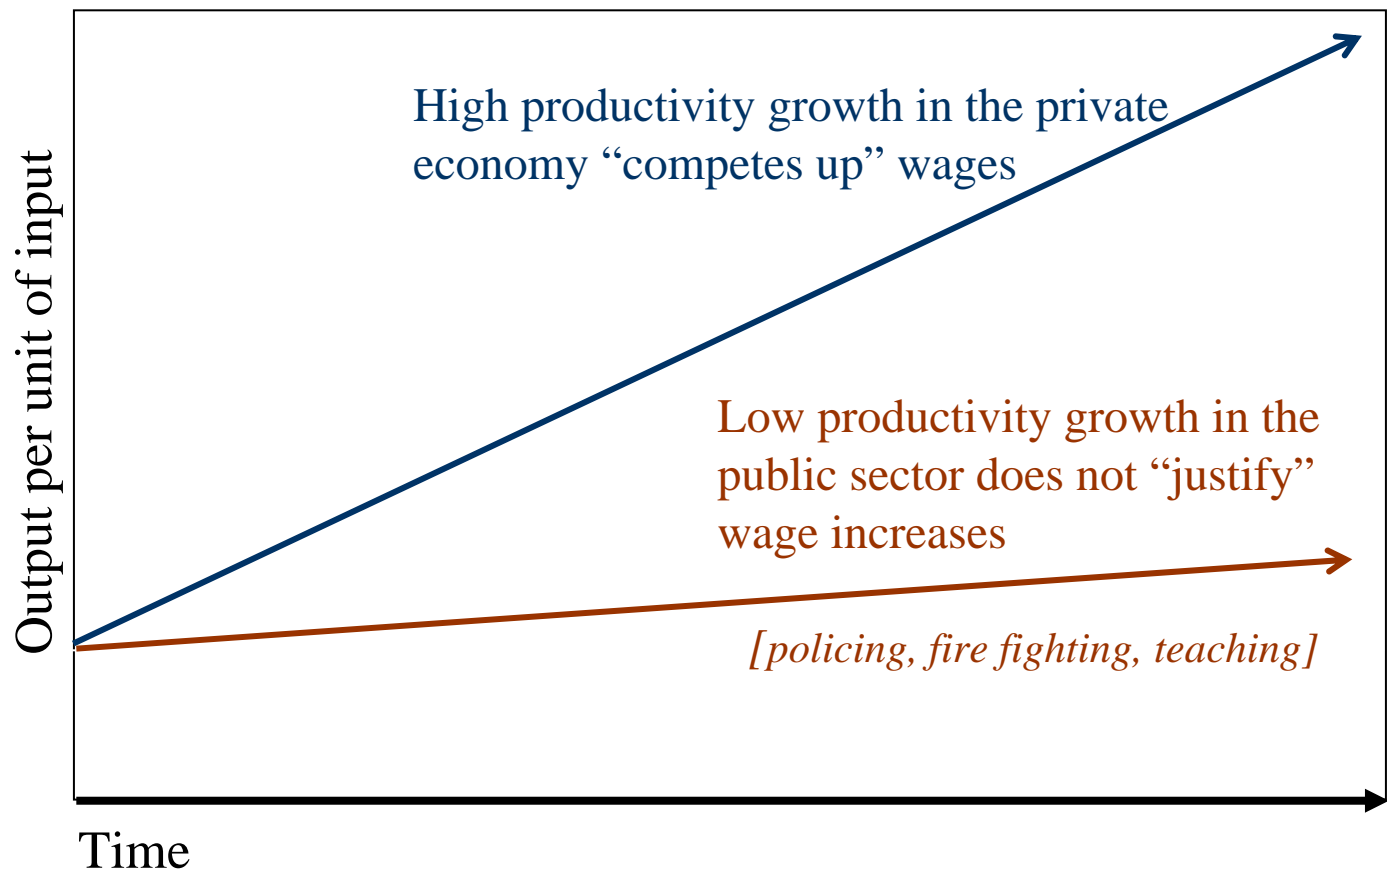 High productivity growth in the private
economy “competes up” wages
Output per unit of input
Low productivity growth in the
public sector does not “justify”
wage increases
[policing, fire fighting, teaching]
Time